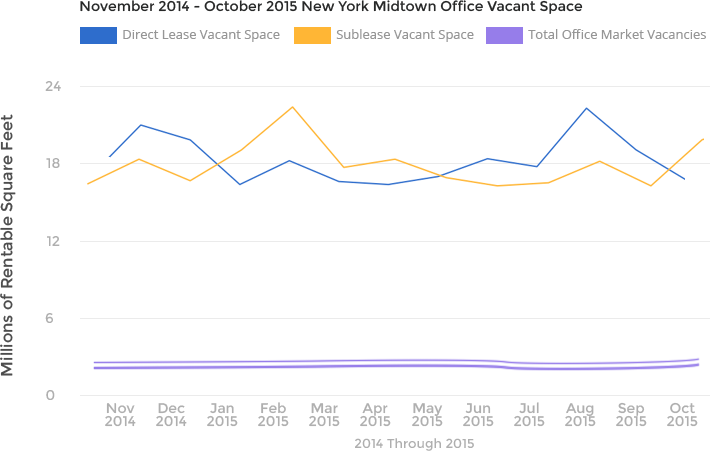 November 2014 - October 2015 New York Midtown Office Vacant Space
Direct Lease Vacant Space Sublease Vacant Space Total Office Market Vacancies
Millions of Rentable Square Feet
24
18
12
6
0
Nov Dec Jan Feb Mar Apr May Jun Jul Aug Sep Oct
2014 2014 2015 2015 2015 2015 2015 2015 2015 2015 2015 2015
2014 Through 2015